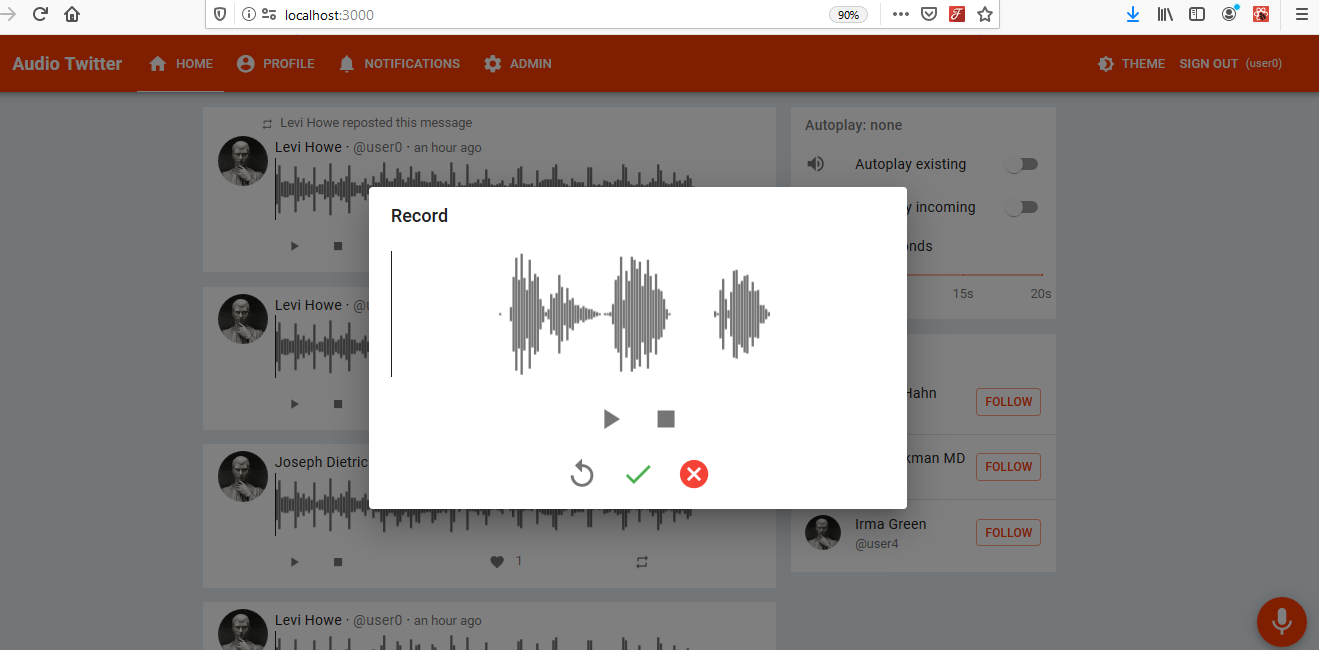 localhost:3000
90%
Audio Twitter HOME PROFILE NOTIFICATIONS ADMIN THEME SIGN OUT (user0)
Levi Howe reposted this message
Levi Howe · @user0 · an hour ago
Levi Howe ·
Joseph Dietric
1
Levi Howe · @user0 · an hour ago
Record
Autoplay: none
Autoplay existing
y incoming
onds
15s 20s
Hahn
FOLLOW
kman MD
FOLLOW
Irma Green
@user4
FOLLOW